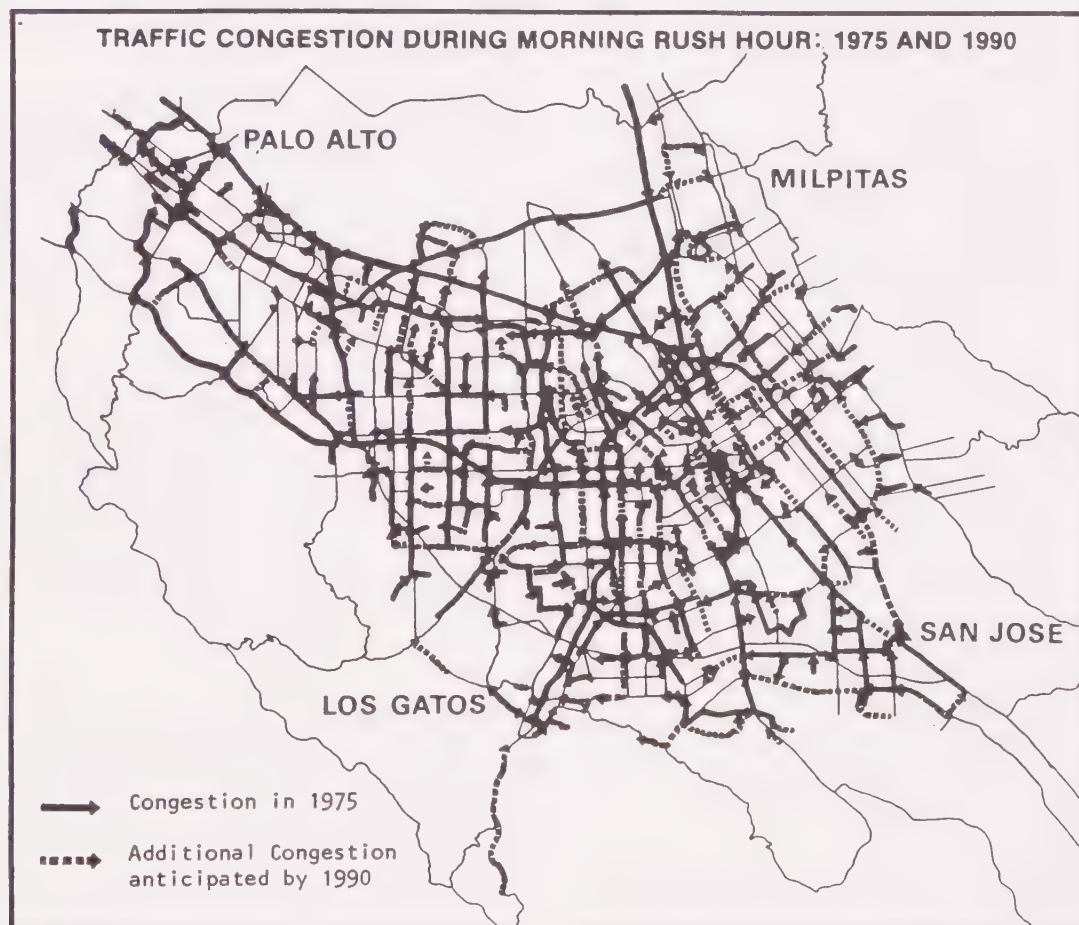 TRAFFIC CONGESTION DURING MORNING RUSH HOUR: 1975 AND 1990
PALO ALTO
MILPITAS
SAN JOSE
LOS GATOS
Congestion in 1975
Additional Congestion
anticipated by 1990